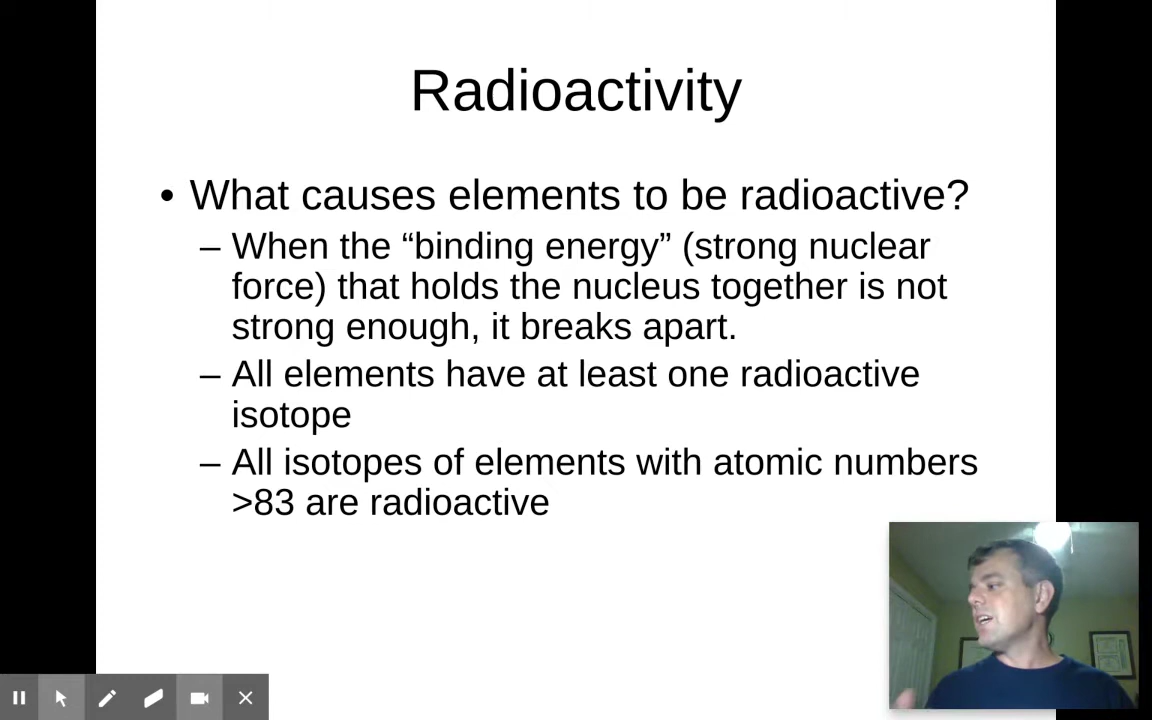 Radioactivity
• What causes elements to be radioactive?
– When the “binding energy” (strong nuclear
force) that holds the nucleus together is not
strong enough, it breaks apart.
– All elements have at least one radioactive
isotope
– All isotopes of elements with atomic numbers
>83 are radioactive